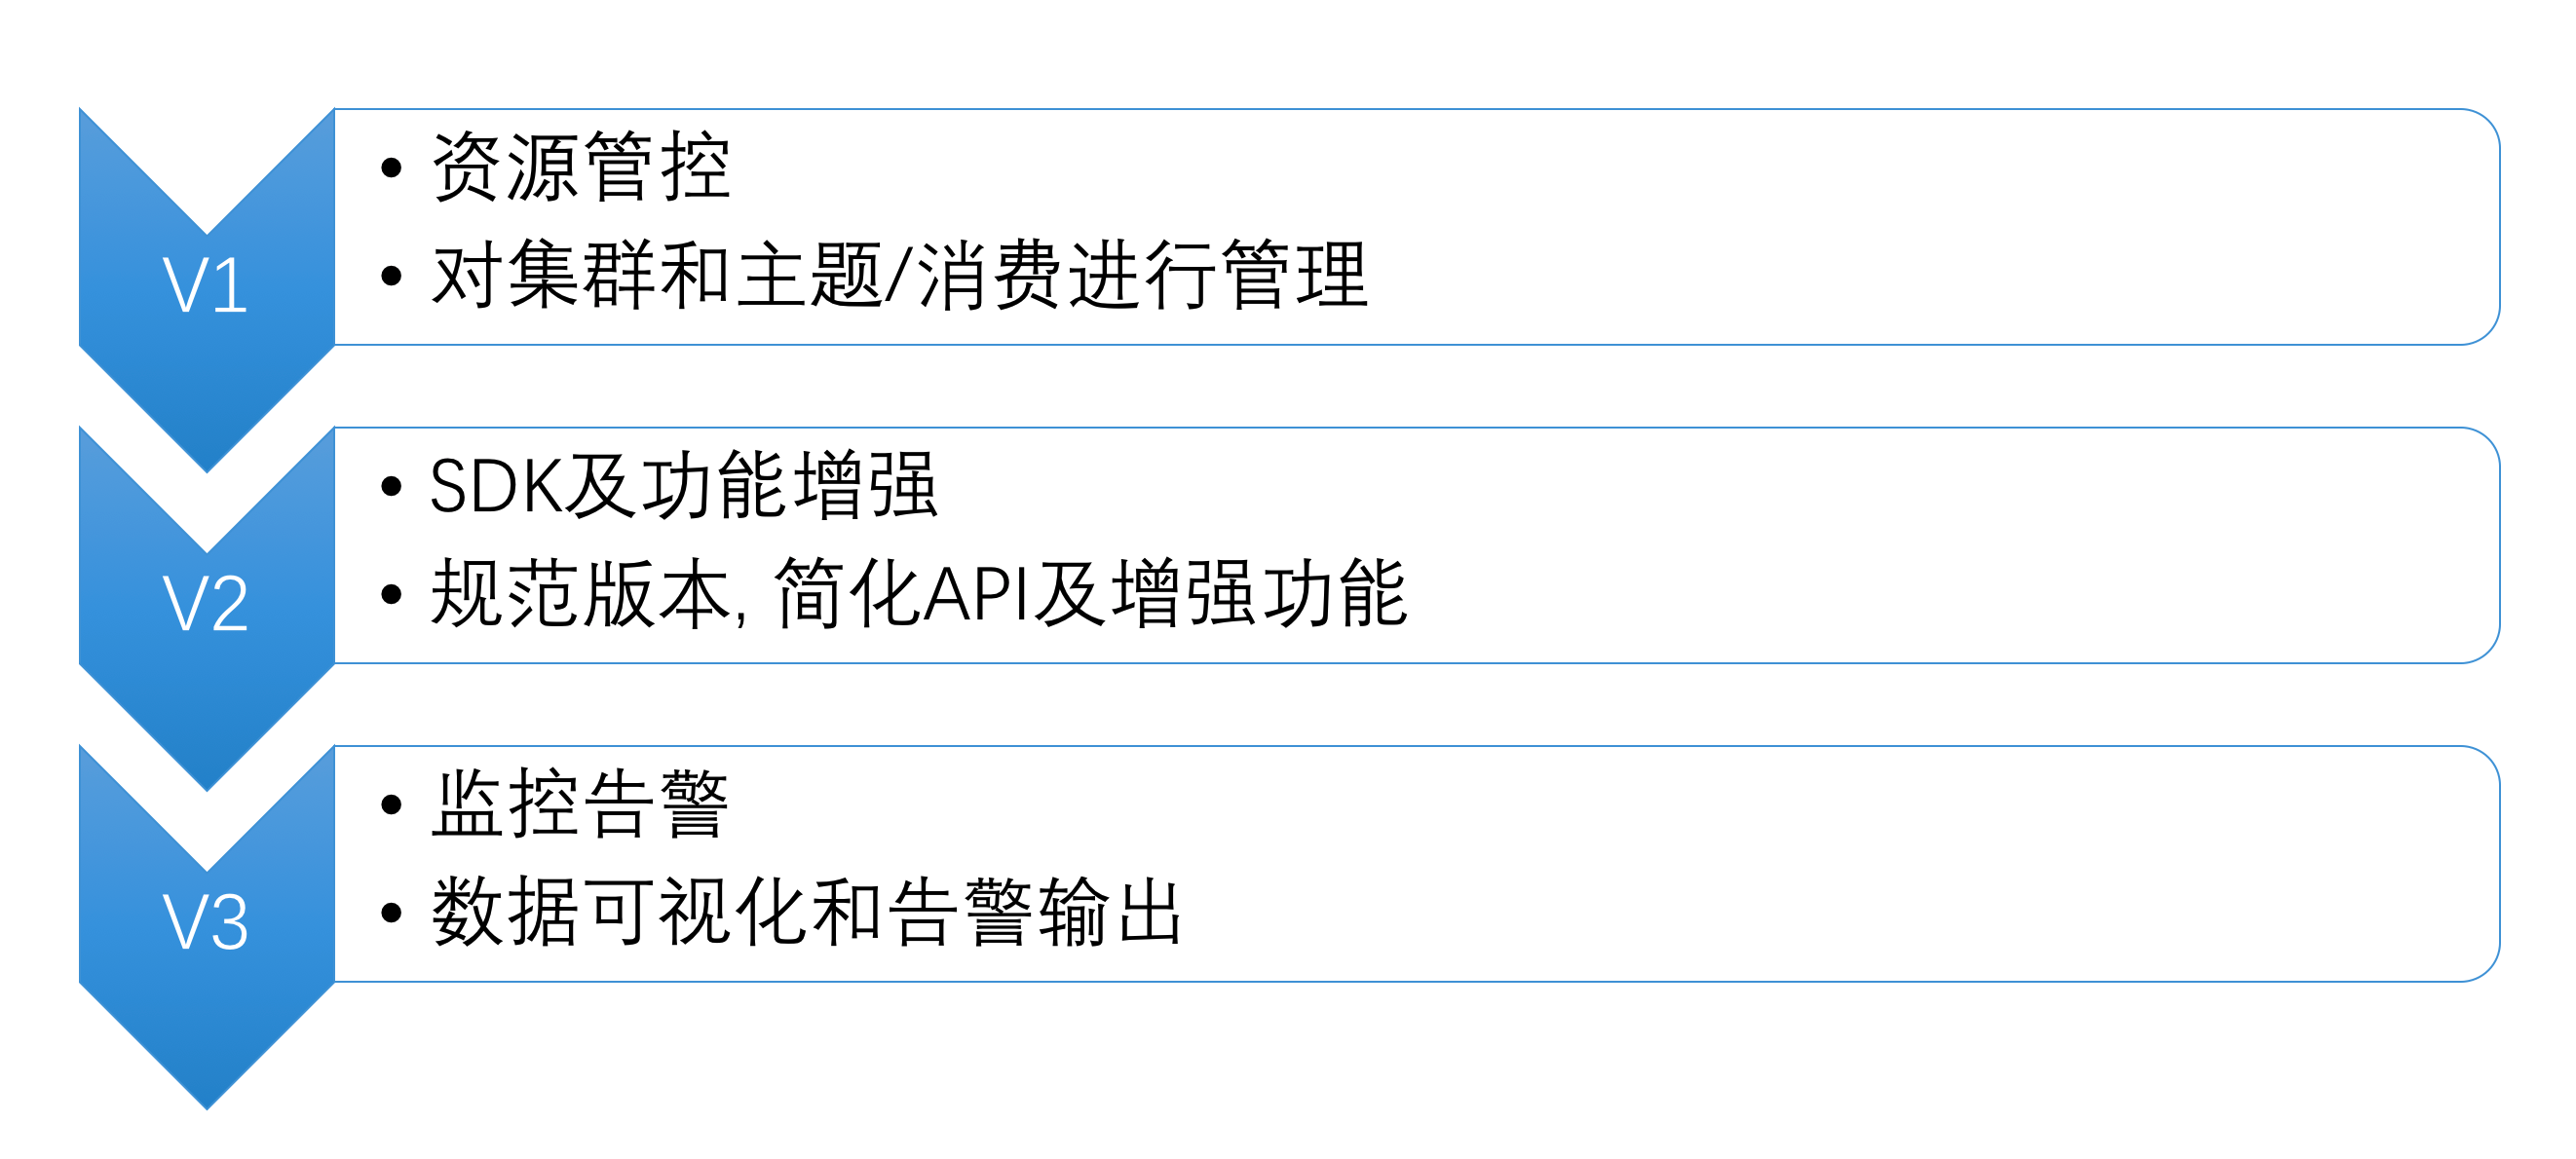 V1
• 资源管控
• 对集群和主题/消费进行管理
V2
• SDK及功能增强
• 规范版本, 简化API及增强功能
V3
• 监控告警
• 数据可视化和告警输出